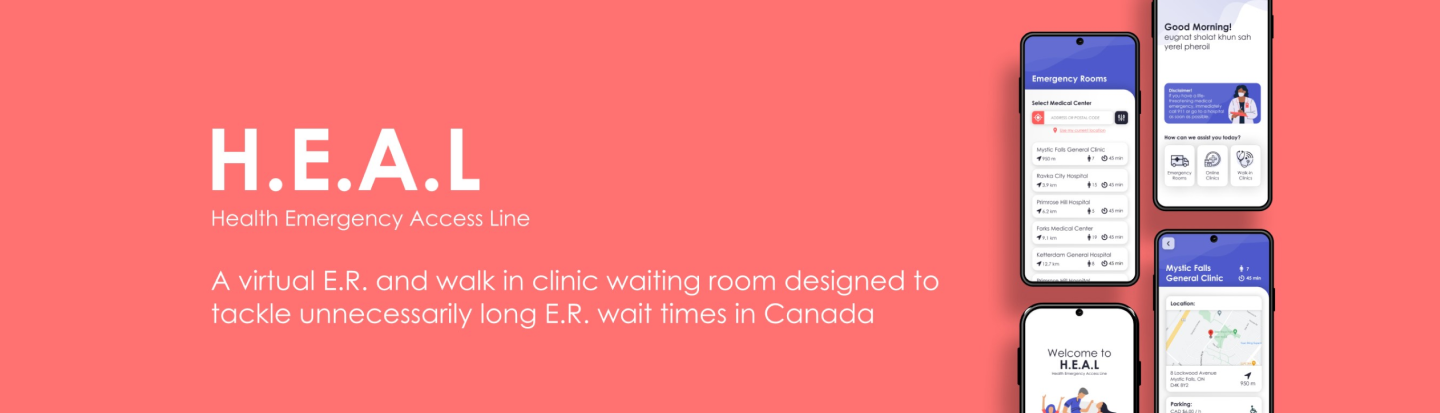 H.E.A.L
Health Emergency Access Line
A virtual E.R. and walk in clinic waiting room designed to
tackle unnecessarily long E.R. wait times in Canada
Emergency Rooms
Select Medical Center
ADDRESS OR POSTAL CODE
Use my current location
Mystic Falls General Clinic
950 m 7 45 min
Ravka City Hospital
3.9 km 15 45 min
Primrose Hill Hospital
6.2 km 5 45 min
Forks Medical Center
9.1 km 19 45 min
Ketterdam General Hospital
12.7 km 8 45 min
Primrose Hill Hospital
Welcome to
H.E.A.L
Health Emergency Access Line
Good Morning!
eugnat sholat khun sah
yerel pheroil
Disclaimer!
If you have a life-
threatening medical
emergency, immediately
call 911 or go to a hospital
as soon as possible.
How can we assist you today?
Emergency
Rooms
Online
Clinics
Walk In
Clinics
Mystic Falls
General Clinic
7
45 min
Location:
8 Lockwood Avenue
Mystic Falls, ON
950 m
Parking:
CAD $6.00 / h